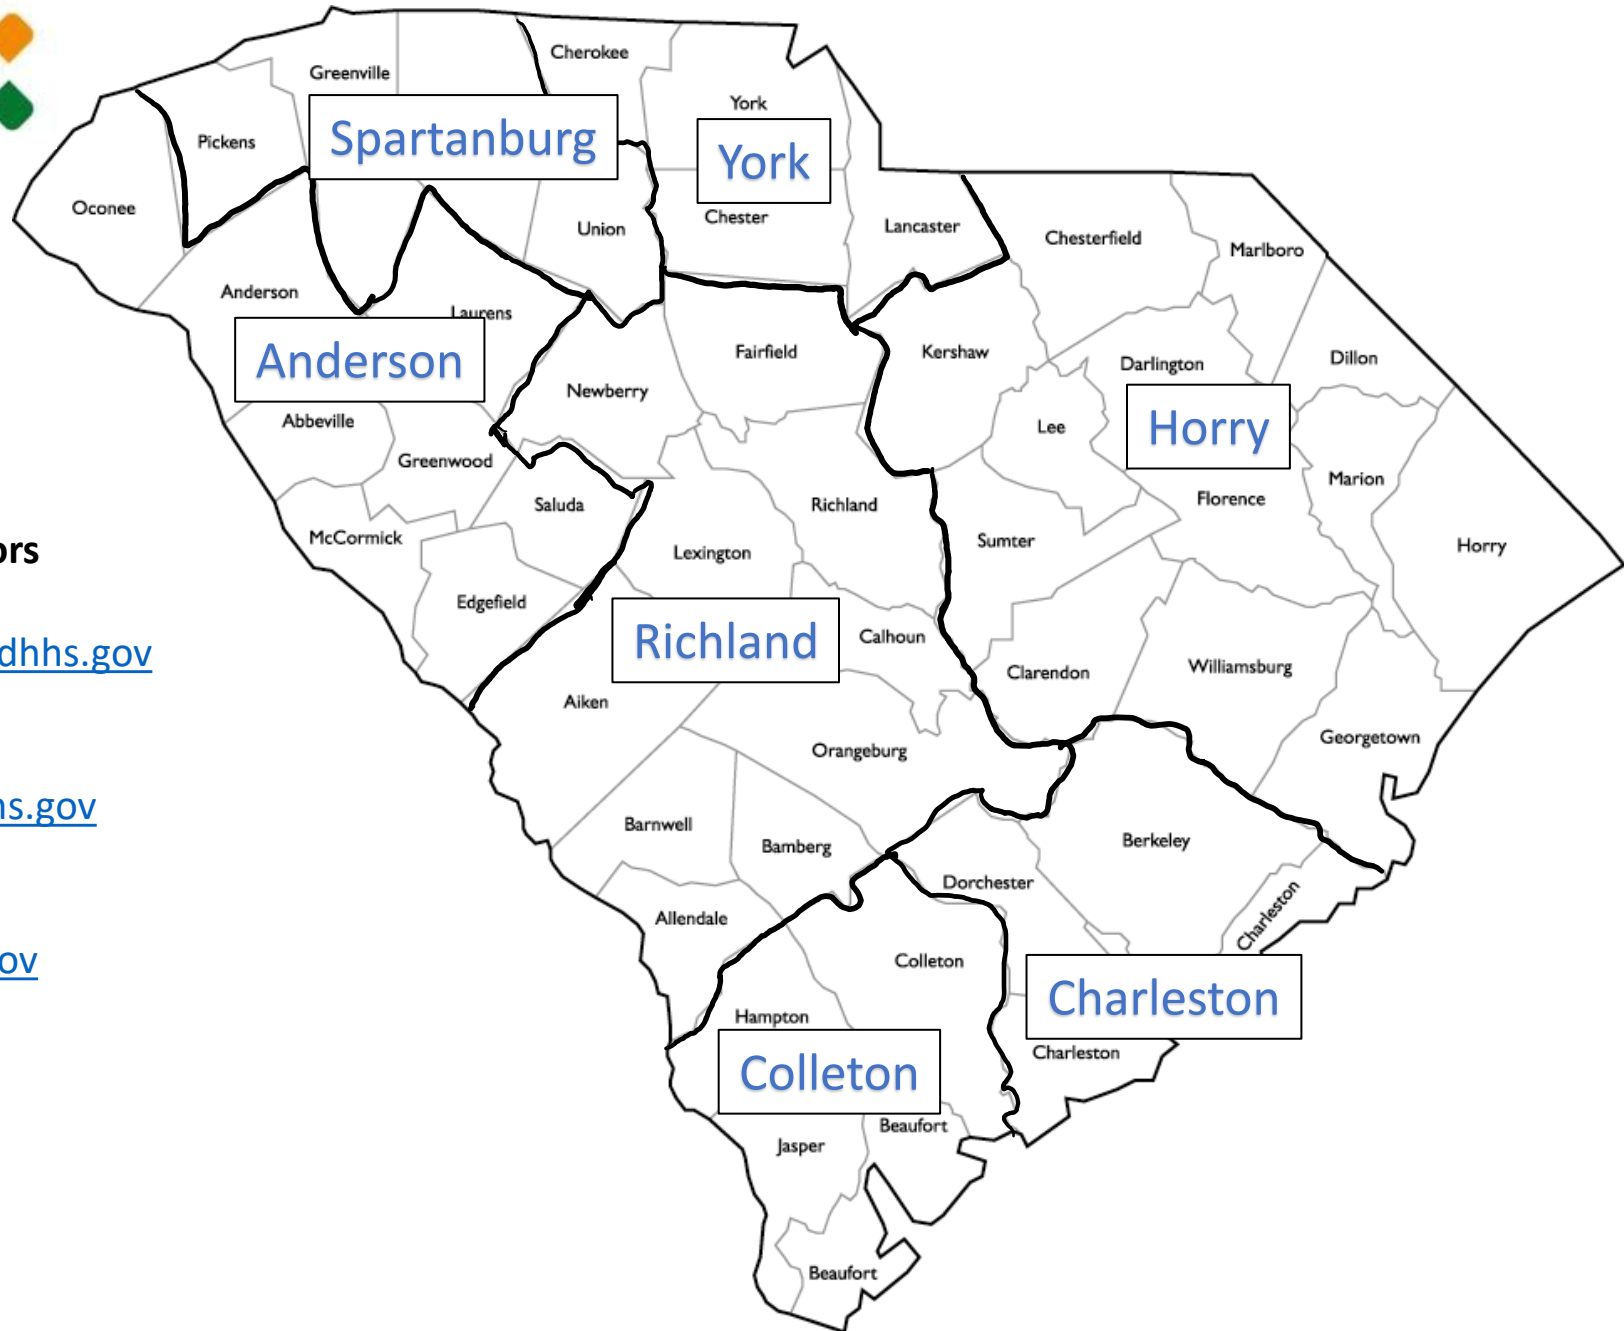 Cherokee
Greenville
York
Pickens
Spartanburg
York
Oconee
Chester
Union
Lancaster
Chesterfield
Marlboro
Anderson
Laurens
Anderson
Fairfield
Kershaw
Darlington
Dillon
Newberry
Abbeville
Lee
Horry
Greenwood
Marion
Saluda
Richland
Florence
McCormick
Lexington
Sumter
Horry
ors
Edgefield
dhhs.gov
Richland
Calhoun
Clarendon
Williamsburg
Aiken
Orangeburg
Georgetown
hs.gov
Barnwell
Bamberg
Berkeley
Dorchester
Allendale
Charleston
ov
Colleton
Charleston
Hampton
Charleston
Colleton
Beaufort
Jasper
Beaufort